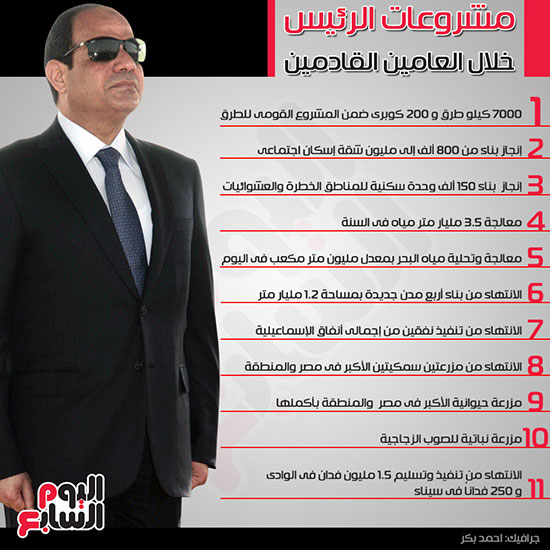 مشروعات الرئيس
خلال العامين القادمين
1 7000 كيلو طرق و 200 كوبرى ضمن المشروع القومى للطرق
2 إنجاز بناء من 800 ألف إلى مليون شقة إسكان اجتماعى
3 إنجاز بناء 150 ألف وحدة سكنية للمناطق الخطرة والعشوائيات
4 معالجة 3.5 مليار متر مياه فى السنة
5 معالجة وتحلية مياه البحر بمعدل مليون متر مكعب فى اليوم
6 الانتهاء من بناء أربع مدن جديدة بمساحة 1.2 مليار متر
7 الانتهاء من تنفيذ نفقين من إجمالى أنفاق الإسماعيلية
8 الانتهاء من مزرعتين سمكيتين الأكبر فى مصر والمنطقة
9 مزرعة حيوانية الأكبر فى مصر والمنطقة بأكملها
10 مزرعة نباتية للصوب الزجاجية
11 الانتهاء من تنفيذ وتسليم 1.5 مليون فدان فى الوادى
و 250 فداناً فى سيناء
اليوم
السابع
جرافيك: احمد بكر